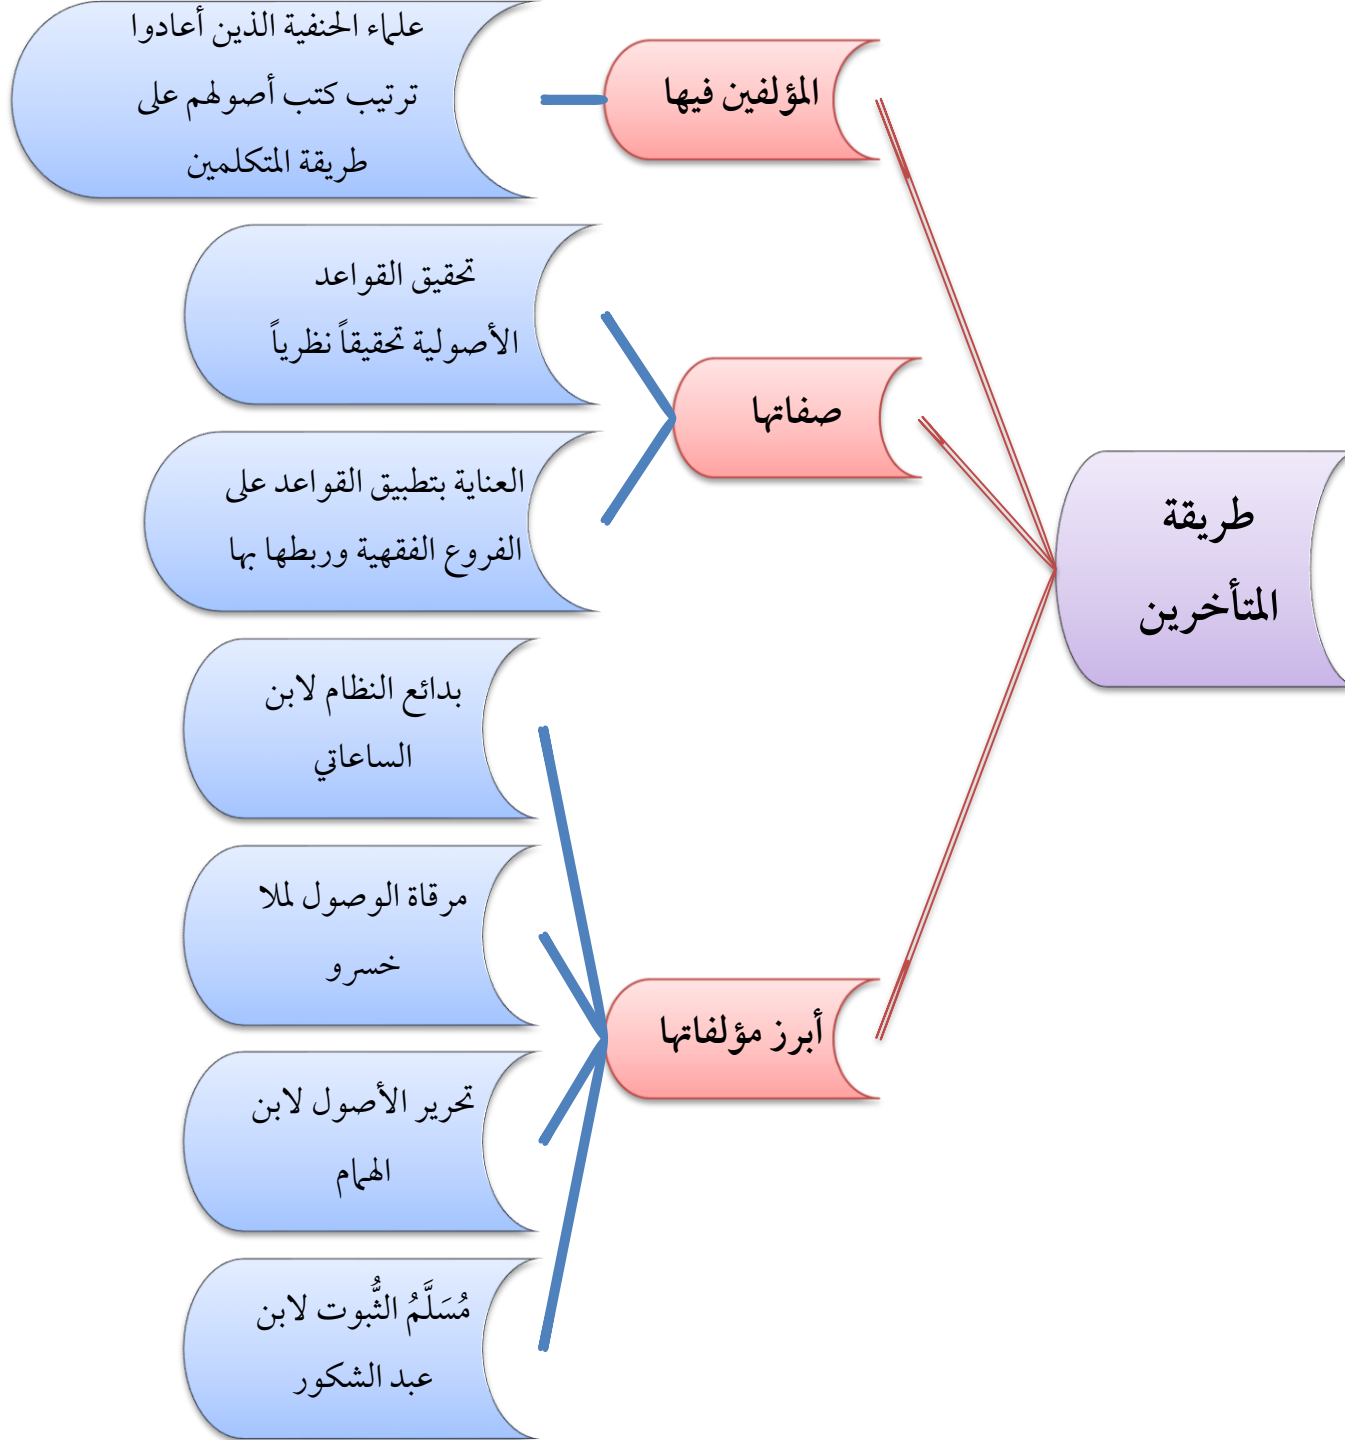 طريقة
المتأخرين
المؤلفين فيها
علماء الحنفية الذين أعادوا
ترتيب كتب أصولهم على
طريقة المتكلمين
صفاتها
تحقيق القواعد
الأصولية تحقيقاً نظرياً
العناية بتطبيق القواعد على
الفروع الفقهية وربطها بها
أبرز مؤلفاتها
بدائع النظام لابن
الساعاتي
مرقاة الوصول لملا
خسرو
تحرير الأصول لابن
الهمام
مُسَلَّمُ الثُّبوت لابن
عبد الشكور